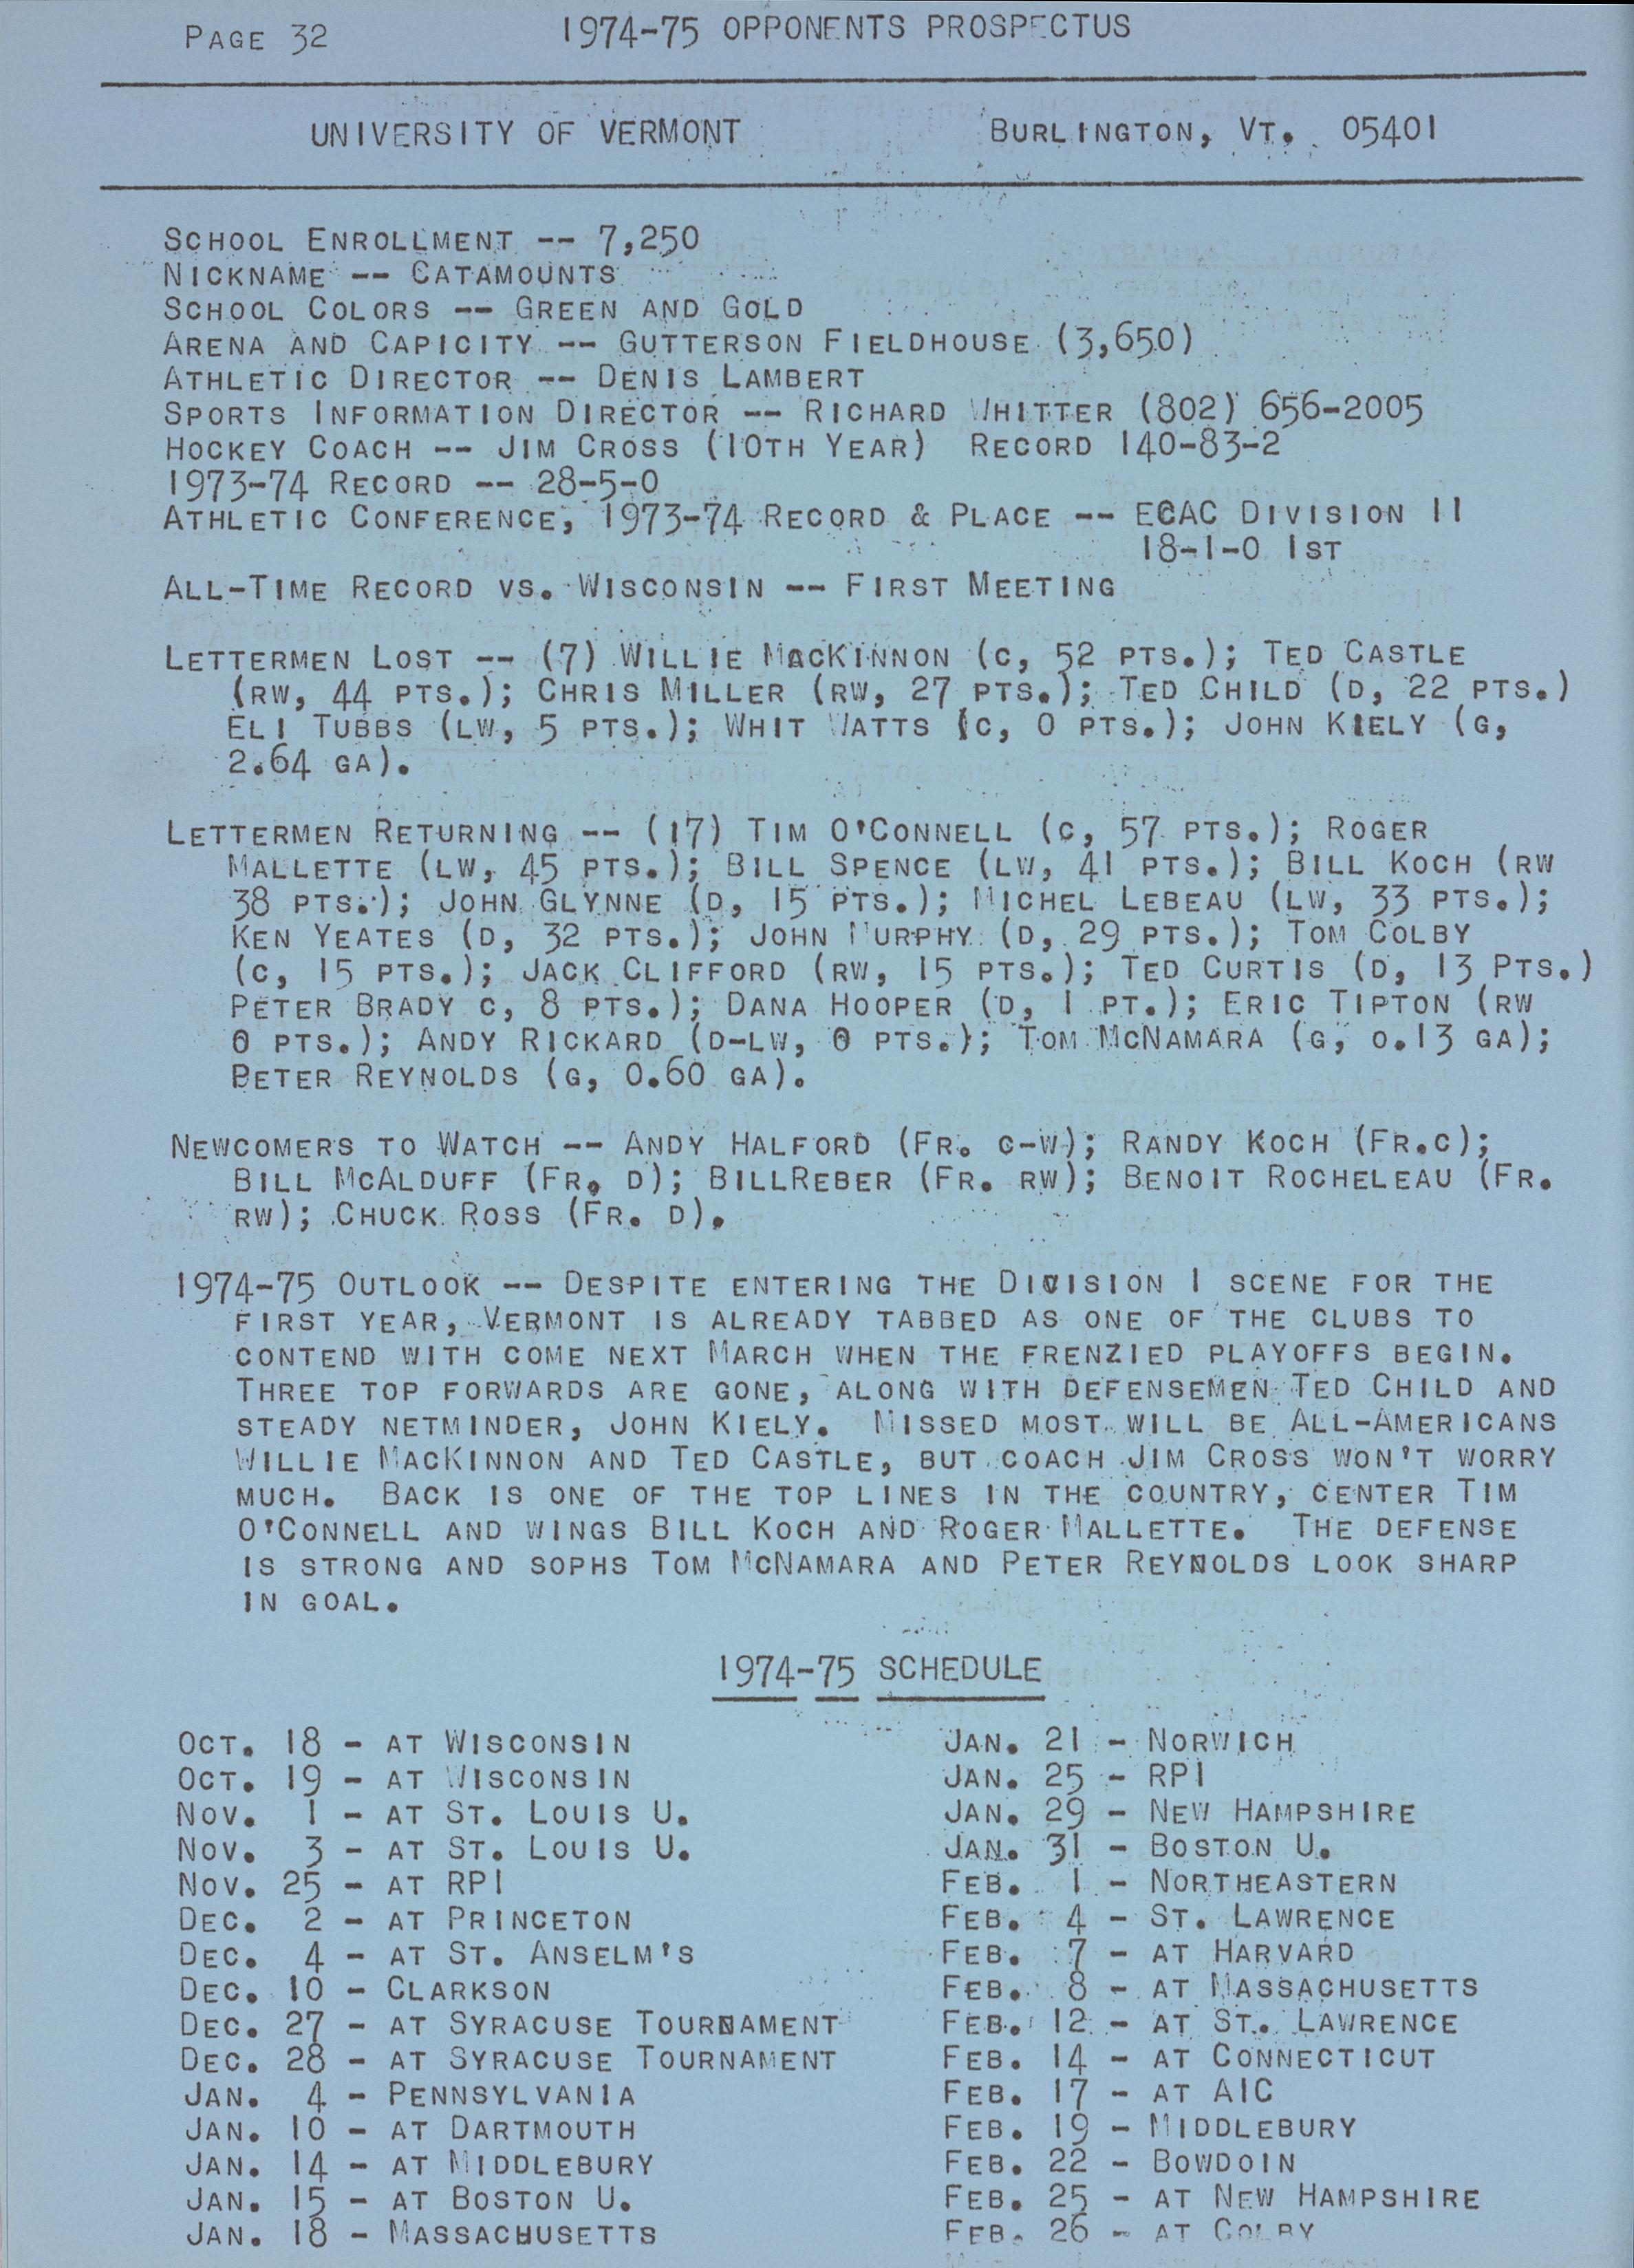 PAGE 32 1974-75 OPPONENTS PROSPECTUS
UNIVERSITY OF VERMONT BURLINGTON, VT. 05401
SCHOOL ENROLLMENT -- 7,250
NICKNAME -- CATAMOUNTS
SCHOOL COLORS -- GREEN AND GOLD
ARENA AND CAPICITY -- GUTTERSON FIELDHOUSE (3,650)
ATHLETIC DIRECTOR -- DENIS LAMBERT
SPORTS INFORMATION DIRECTOR -- RICHARD WHITTER (802) 656-2005
HOCKEY COACH -- JIM CROSS (10TH YEAR) RECORD 140-83-2
1973-74 RECORD -- 28-5-0
ATHLETIC CONFERENCE, 1973-74 RECORD & PLACE -- ECAC DIVISION II
18-1-0 1ST
ALL-TIME RECORD VS. WISCONSIN -- FIRST MEETING
LETTERMEN LOST -- (7) WILLIE MACKINNON (C, 52 PTS.); TED CASTLE
(RW, 44 PTS.); CHRIS MILLER (RW, 27 PTS.); TED CHILD (D, 22 PTS.)
ELI TUBBS (LW, 5 PTS.); WHIT WATTS (C, 0 PTS.); JOHN KIELY (G,
2.64 GA).
LETTERMEN RETURNING -- (17) TIM O'CONNELL (C, 57 PTS.); ROGER
MALLETTE (LW, 45 PTS.); BILL SPENCE (LW, 41 PTS.); BILL KOCH (RW
38 PTS.); JOHN GLYNNE (D, 15 PTS.); MICHEL LEBEAU (LW, 33 PTS.);
KEN YEATES (D, 32 PTS.); JOHN MURPHY (D, 29 PTS.); TOM COLBY
(C, 15 PTS.); JACK CLIFFORD (RW, 15 PTS.); TED CURTIS (D, 13 PTS.)
PETER BRADY C, 8 PTS.); DANA HOOPER (D, 1 PT.); ERIC TIPTON (RW
0 PTS.); ANDY RICKARD (D-LW, 0 PTS.); TOM MCNAMARA (G, 0.13 GA);
PETER REYNOLDS (G, 0.60 GA).
NEWCOMERS TO WATCH -- ANDY HALFORD (FR. C-W); RANDY KOCH (FR.C);
BILL MCALDUFF (FR. D); BILLREBER (FR. RW); BENOIT ROCHELEAU (FR.
RW); CHUCK ROSS (FR. D).
1974-75 OUTLOOK -- DESPITE ENTERING THE DIVISION I SCENE FOR THE
FIRST YEAR, VERMONT IS ALREADY TABBED AS ONE OF THE CLUBS TO
CONTEND WITH COME NEXT MARCH WHEN THE FRENZIED PLAYOFFS BEGIN.
THREE TOP FORWARDS ARE GONE, ALONG WITH DEFENSEMEN TED CHILD AND
STEADY NETMINDER, JOHN KIELY. MISSED MOST WILL BE ALL-AMERICANS
WILLIE MACKINNON AND TED CASTLE, BUT COACH JIM CROSS WON'T WORRY
MUCH. BACK IS ONE OF THE TOP LINES IN THE COUNTRY, CENTER TIM
O'CONNELL AND WINGS BILL KOCH AND ROGER MALLETTE. THE DEFENSE
IS STRONG AND SOPHS TOM MCNAMARA AND PETER REYNOLDS LOOK SHARP
IN GOAL.
1974-75 SCHEDULE
OCT. 18 - AT WISCONSIN
OCT. 19 - AT WISCONSIN
NOV. 1 - AT ST. LOUIS U.
NOV. 3 - AT ST. LOUIS U.
NOV. 25 - AT RPI
DEC. 2 - AT PRINCETON
DEC. 4 - AT ST. ANSELM'S
DEC. 10 - CLARKSON
DEC. 27 - AT SYRACUSE TOURNAMENT
DEC. 28 - AT SYRACUSE TOURNAMENT
JAN. 4 - PENNSYLVANIA
JAN. 10 - AT DARTMOUTH
JAN. 14 - AT MIDDLEBURY
JAN. 15 - AT BOSTON U.
JAN. 18 - MASSACHUSETTS
JAN. 21 - NORWICH
JAN. 25 - RPI
JAN. 29 - NEW HAMPSHIRE
JAN. 31 - BOSTON U.
FEB. 1 - NORTHEASTERN
FEB. 4 - ST. LAWRENCE
FEB. 7 - AT HARVARD
FEB. 8 - AT MASSACHUSETTS
FEB. 12 - AT ST. LAWRENCE
FEB. 14 - AT CONNECTICUT
FEB. 17 - AT AIC
FEB. 19 - MIDDLEBURY
FEB. 22 - BOWDOIN
FEB. 25 - AT NEW HAMPSHIRE
FEB. 26 - AT COLBY